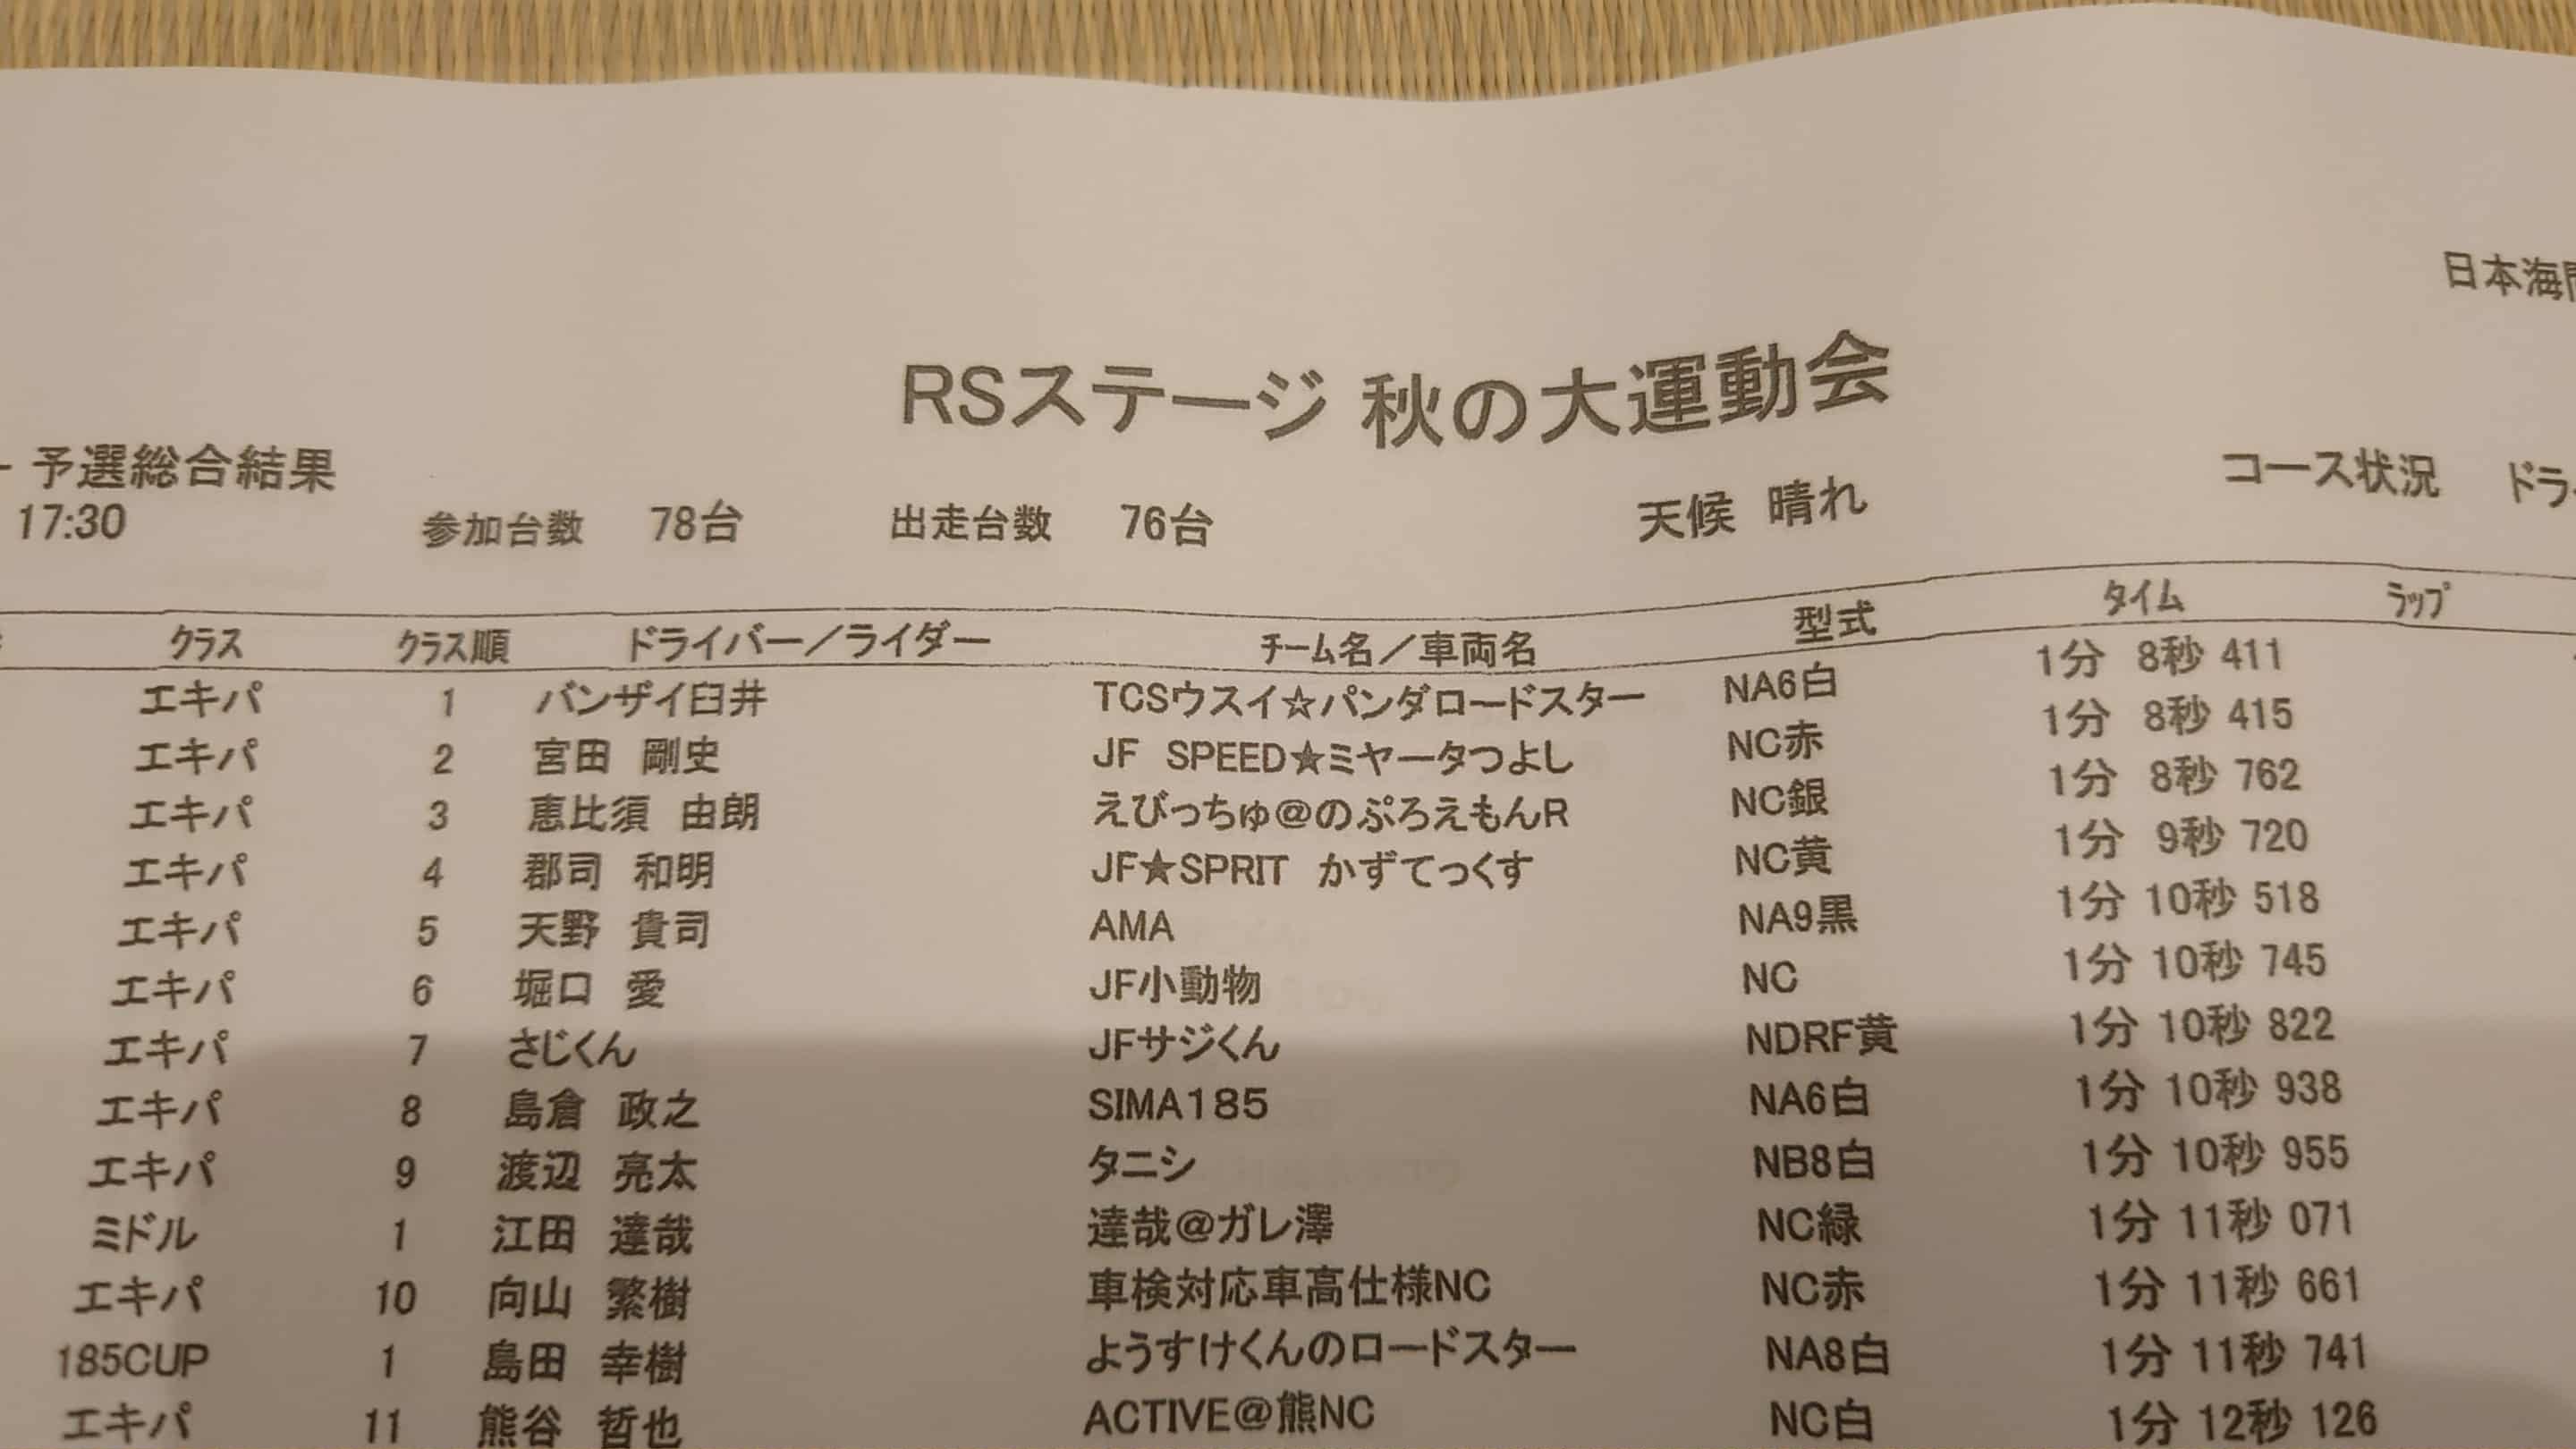 日本海
RSステージ 秋の大運動会
予選総合結果
コース状況 ドラ
17:30 参加台数 78台 出走台数 76台 天候 晴れ
クラス クラス順 ドライバー／ライダー チーム名／車両名 型式 タイム ラップ
エキパ 1 バンザイ臼井 TCSウスイ☆パンダロードスター NA6白 1分 8秒 411
エキパ 2 宮田 剛史 JF SPEED★ミヤータつよし NC赤 1分 8秒 415
エキパ 3 恵比須 由朗 えびっちゅ@のぷろえもんR NC銀 1分 8秒 762
エキパ 4 郡司 和明 JF★SPRIT かずてっくす NC黄 1分 9秒 720
エキパ 5 天野 貴司 AMA NA9黒 1分 10秒 518
エキパ 6 堀口 愛 JF小動物 NC 1分 10秒 745
エキパ 7 さじくん JFサジくん NDRF黄 1分 10秒 822
エキパ 8 島倉 政之 SIMA185 NA6白 1分 10秒 938
エキパ 9 渡辺 亮太 タニシ NB8白 1分 10秒 955
ミドル 1 江田 達哉 達哉@ガレ澤 NC緑 1分 11秒 071
エキパ 10 向山 繁樹 車検対応車高仕様NC NC赤 1分 11秒 661
185CUP 1 島田 幸樹 ようすけくんのロードスター NA8白 1分 11秒 741
エキパ 11 熊谷 哲也 ACTIVE@熊NC NC白 1分 12秒 126